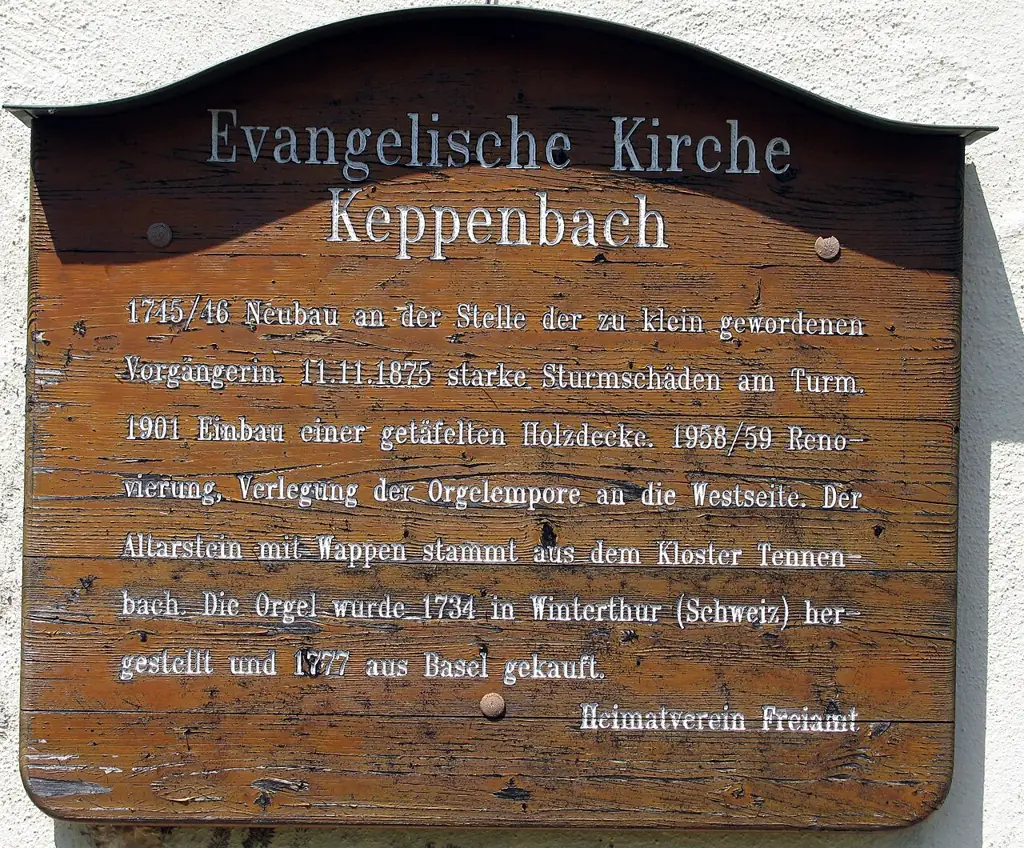 Evangelische Kirche
Keppenbach
1745/46 Neubau an der Stelle der zu klein gewordenen
Vorgängerin. 11.11.1875 starke Sturmschäden am Turm.
1901 Einbau einer getäfelten Holzdecke. 1958/59 Reno-
vierung, Verlegung der Orgelempore an die Westseite. Der
Altarstein mit Wappen stammt aus dem Kloster Tennen-
bach. Die Orgel wurde 1734 in Winterthur (Schweiz) her-
gestellt und 1777 aus Basel gekauft.
Heimatverein Freiamt